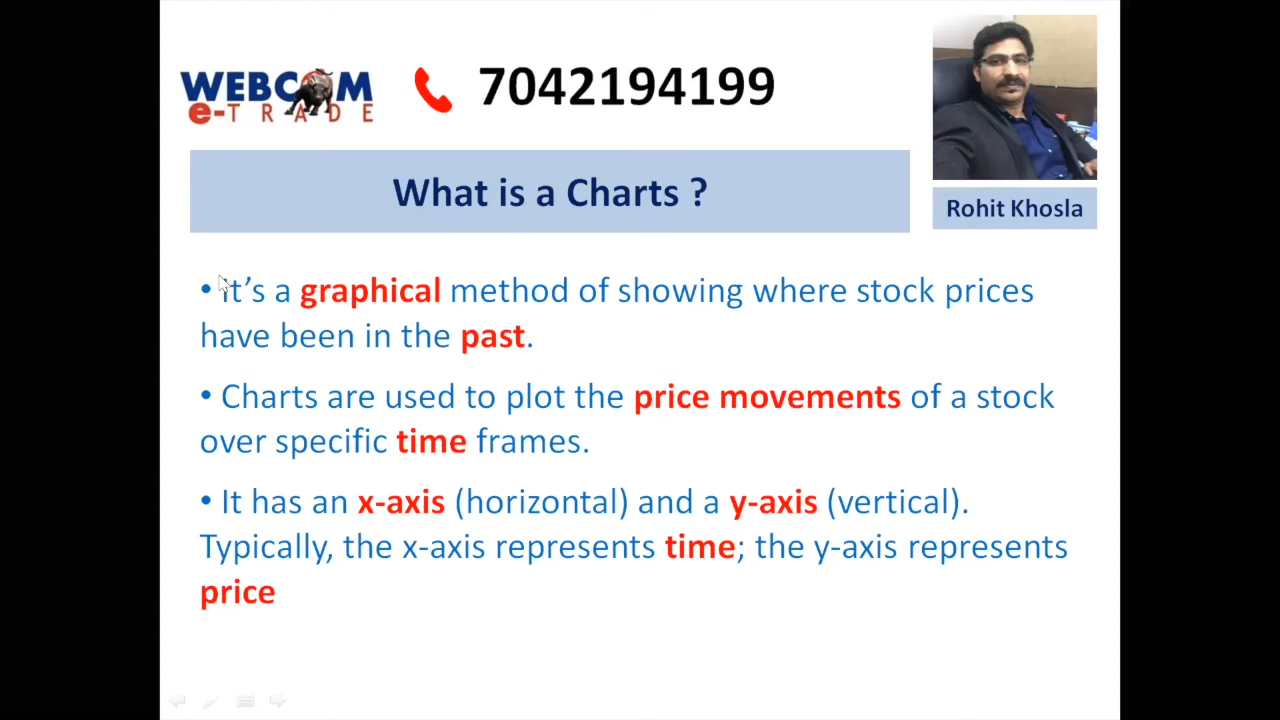 WEBCOM
e-TRADE
7042194199
What is a Charts ?
Rohit Khosla
• It’s a graphical method of showing where stock prices
have been in the past.
• Charts are used to plot the price movements of a stock
over specific time frames.
• It has an x-axis (horizontal) and a y-axis (vertical).
Typically, the x-axis represents time; the y-axis represents
price